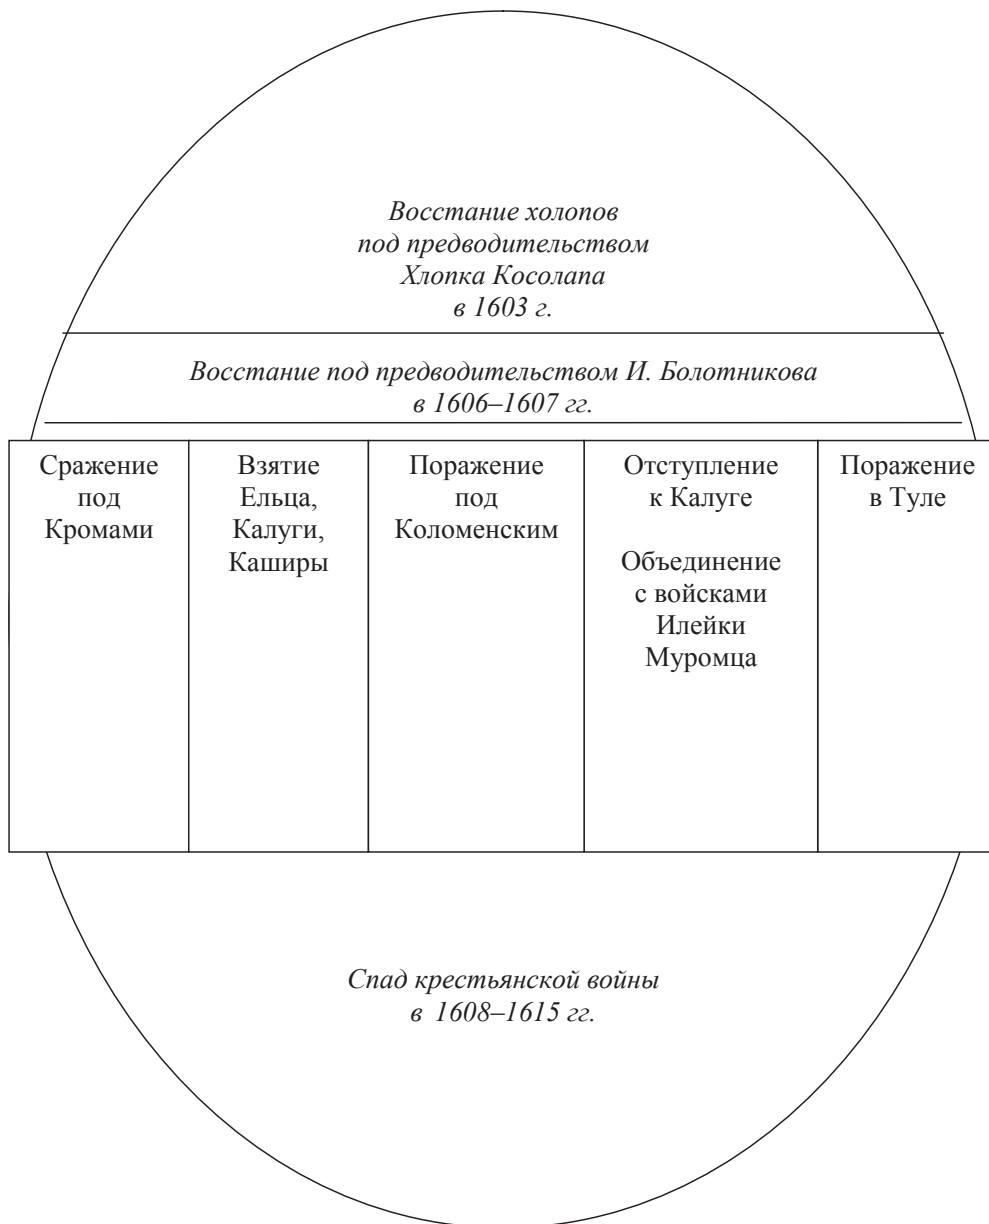 Восстание холопов
под предводительством
Хлопка Косолапа
в 1603 г.
Восстание под предводительством И. Болотникова
в 1606–1607 гг.
Сражение
под
Кромами
Взятие
Ельца,
Калуги,
Каширы
Поражение
под
Коломенским
Отступление
к Калуге
Объединение
с войсками
Илейки
Муромца
Поражение
в Туле
Спад крестьянской войны
в 1608–1615 гг.